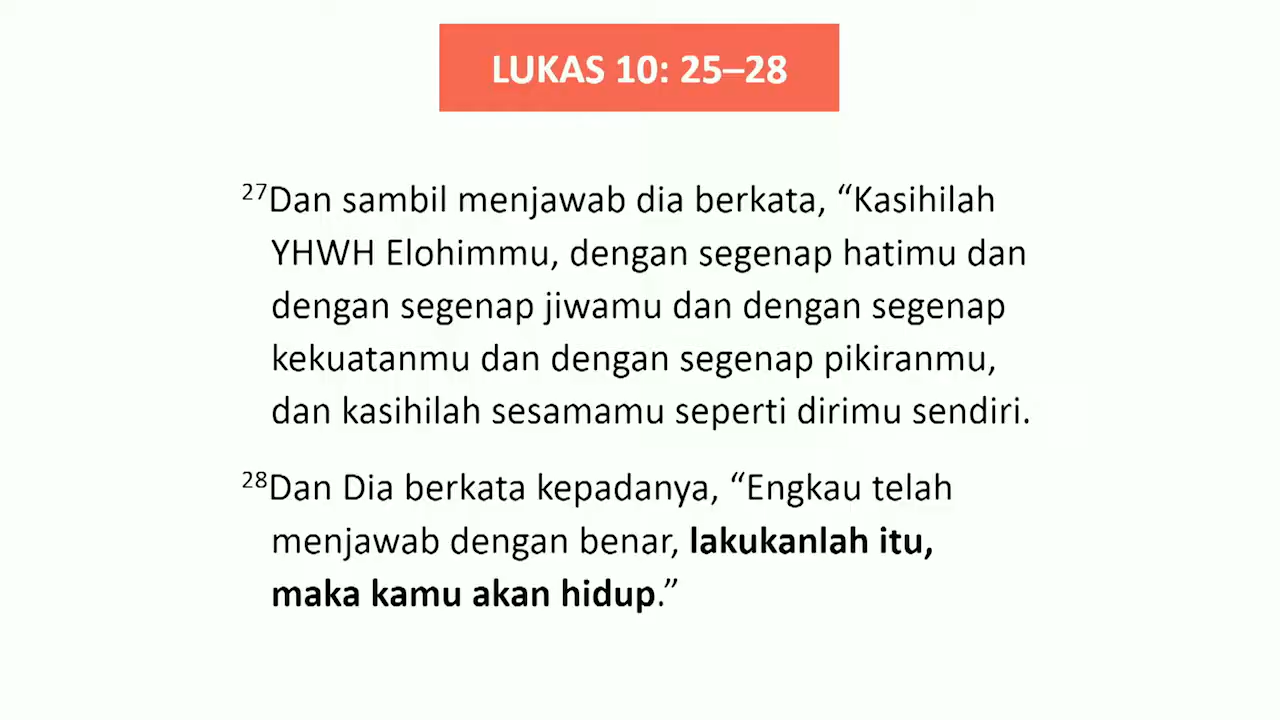 LUKAS 10: 25–28
27Dan sambil menjawab dia berkata, “Kasihilah
YHWH Elohimmu, dengan segenap hatimu dan
dengan segenap jiwamu dan dengan segenap
kekuatanmu dan dengan segenap pikiranmu,
dan kasihilah sesamamu seperti dirimu sendiri.
28Dan Dia berkata kepadanya, “Engkau telah
menjawab dengan benar, lakukanlah itu,
maka kamu akan hidup.”